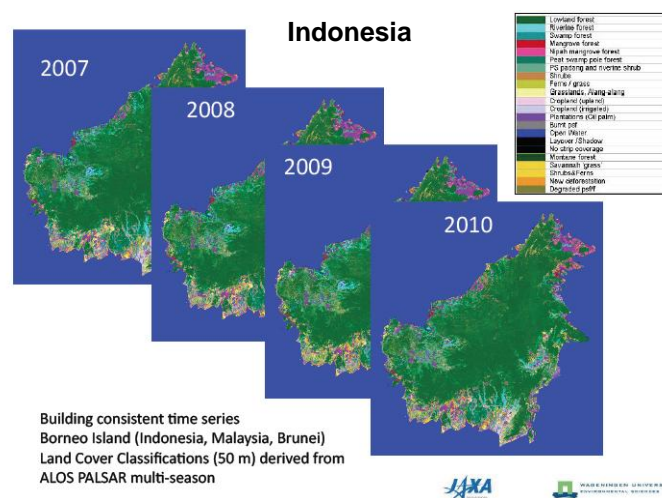 Indonesia
2007
2008
2009
2010
Lowland forest
Riverine forest
Swamp forest
Mangrove forest
Nipah mangrove forest
Peat swamp pole forest
PS padang and riverine shrub
Shrubs
Ferns / grass
Grasslands, Alang-alang
Cropland (upland)
Cropland (irrigated)
Plantations (Oil palm)
Burnt psf
Open Water
Layover / Shadow
No strip coverage
Montane forest
Savannah 'grass'
Shrubs&Ferns
New deforestation
Degraded
Building consistent time series
Borneo Island (Indonesia, Malaysia, Brunei)
Land Cover Classifications (50 m) derived from
ALOS PALSAR multi-season
JAXA
WAGENINGEN UNIVERSI
ENVIRONMENTAL SCIENCES